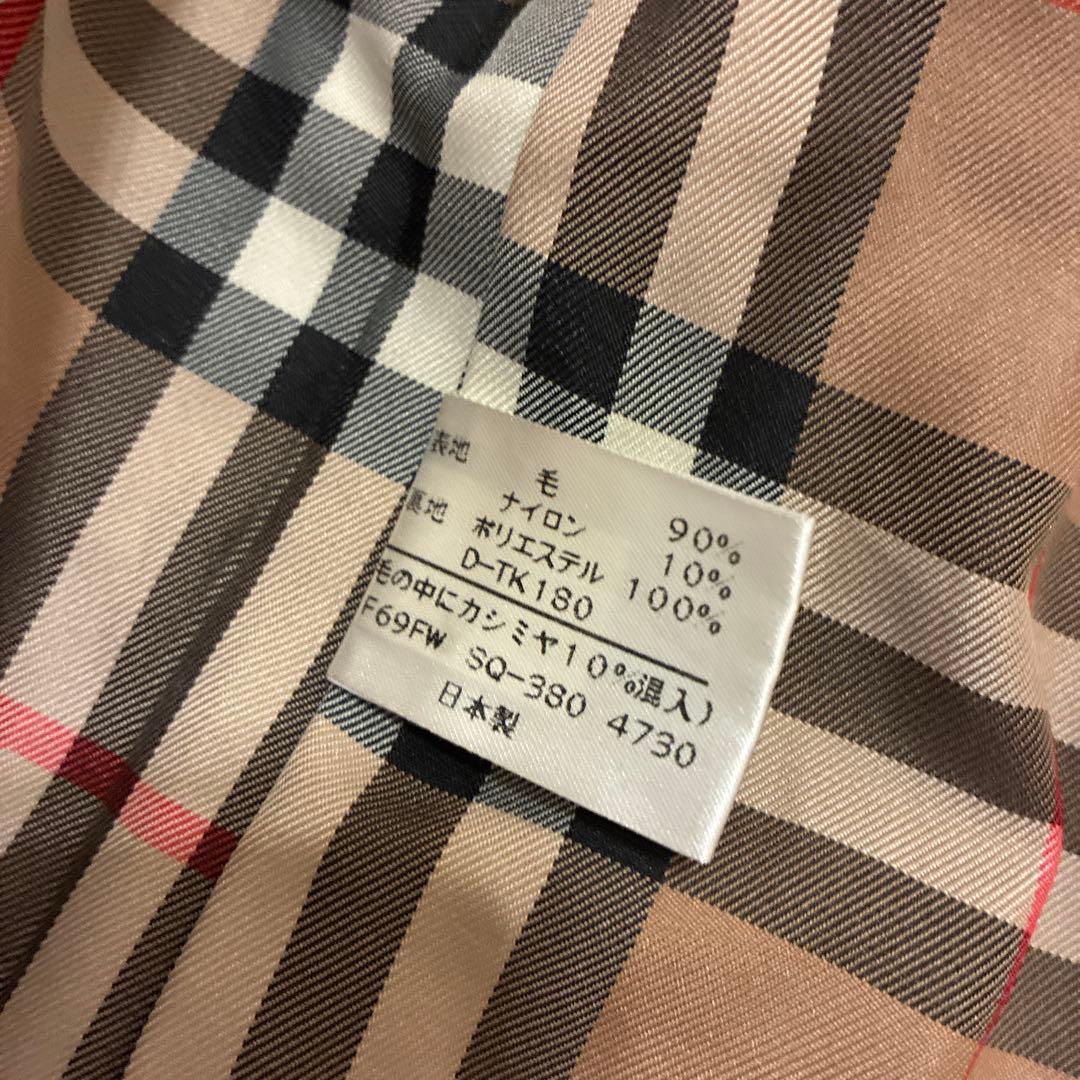 表地 毛 90%
ナイロン 10%
裏地 ポリエステル 100%
D-TK180
毛の中にカシミヤ10%混入)
F69FW SQ-380 4730
日本製